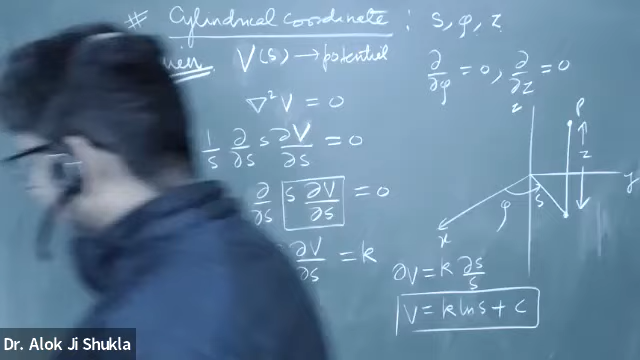 # Cylindrical coordinate : s, φ, z
V(s) → potential
∂/∂φ = 0, ∂/∂z = 0
∇²V = 0
1/s ∂/∂s s ∂V/∂s = 0
∂/∂s s ∂V/∂s = 0
∂V/∂s = k
∂V = k ∂s/s
V = k ln s + c
z
P
z
y
s
φ
x
Dr. Alok Ji Shukla